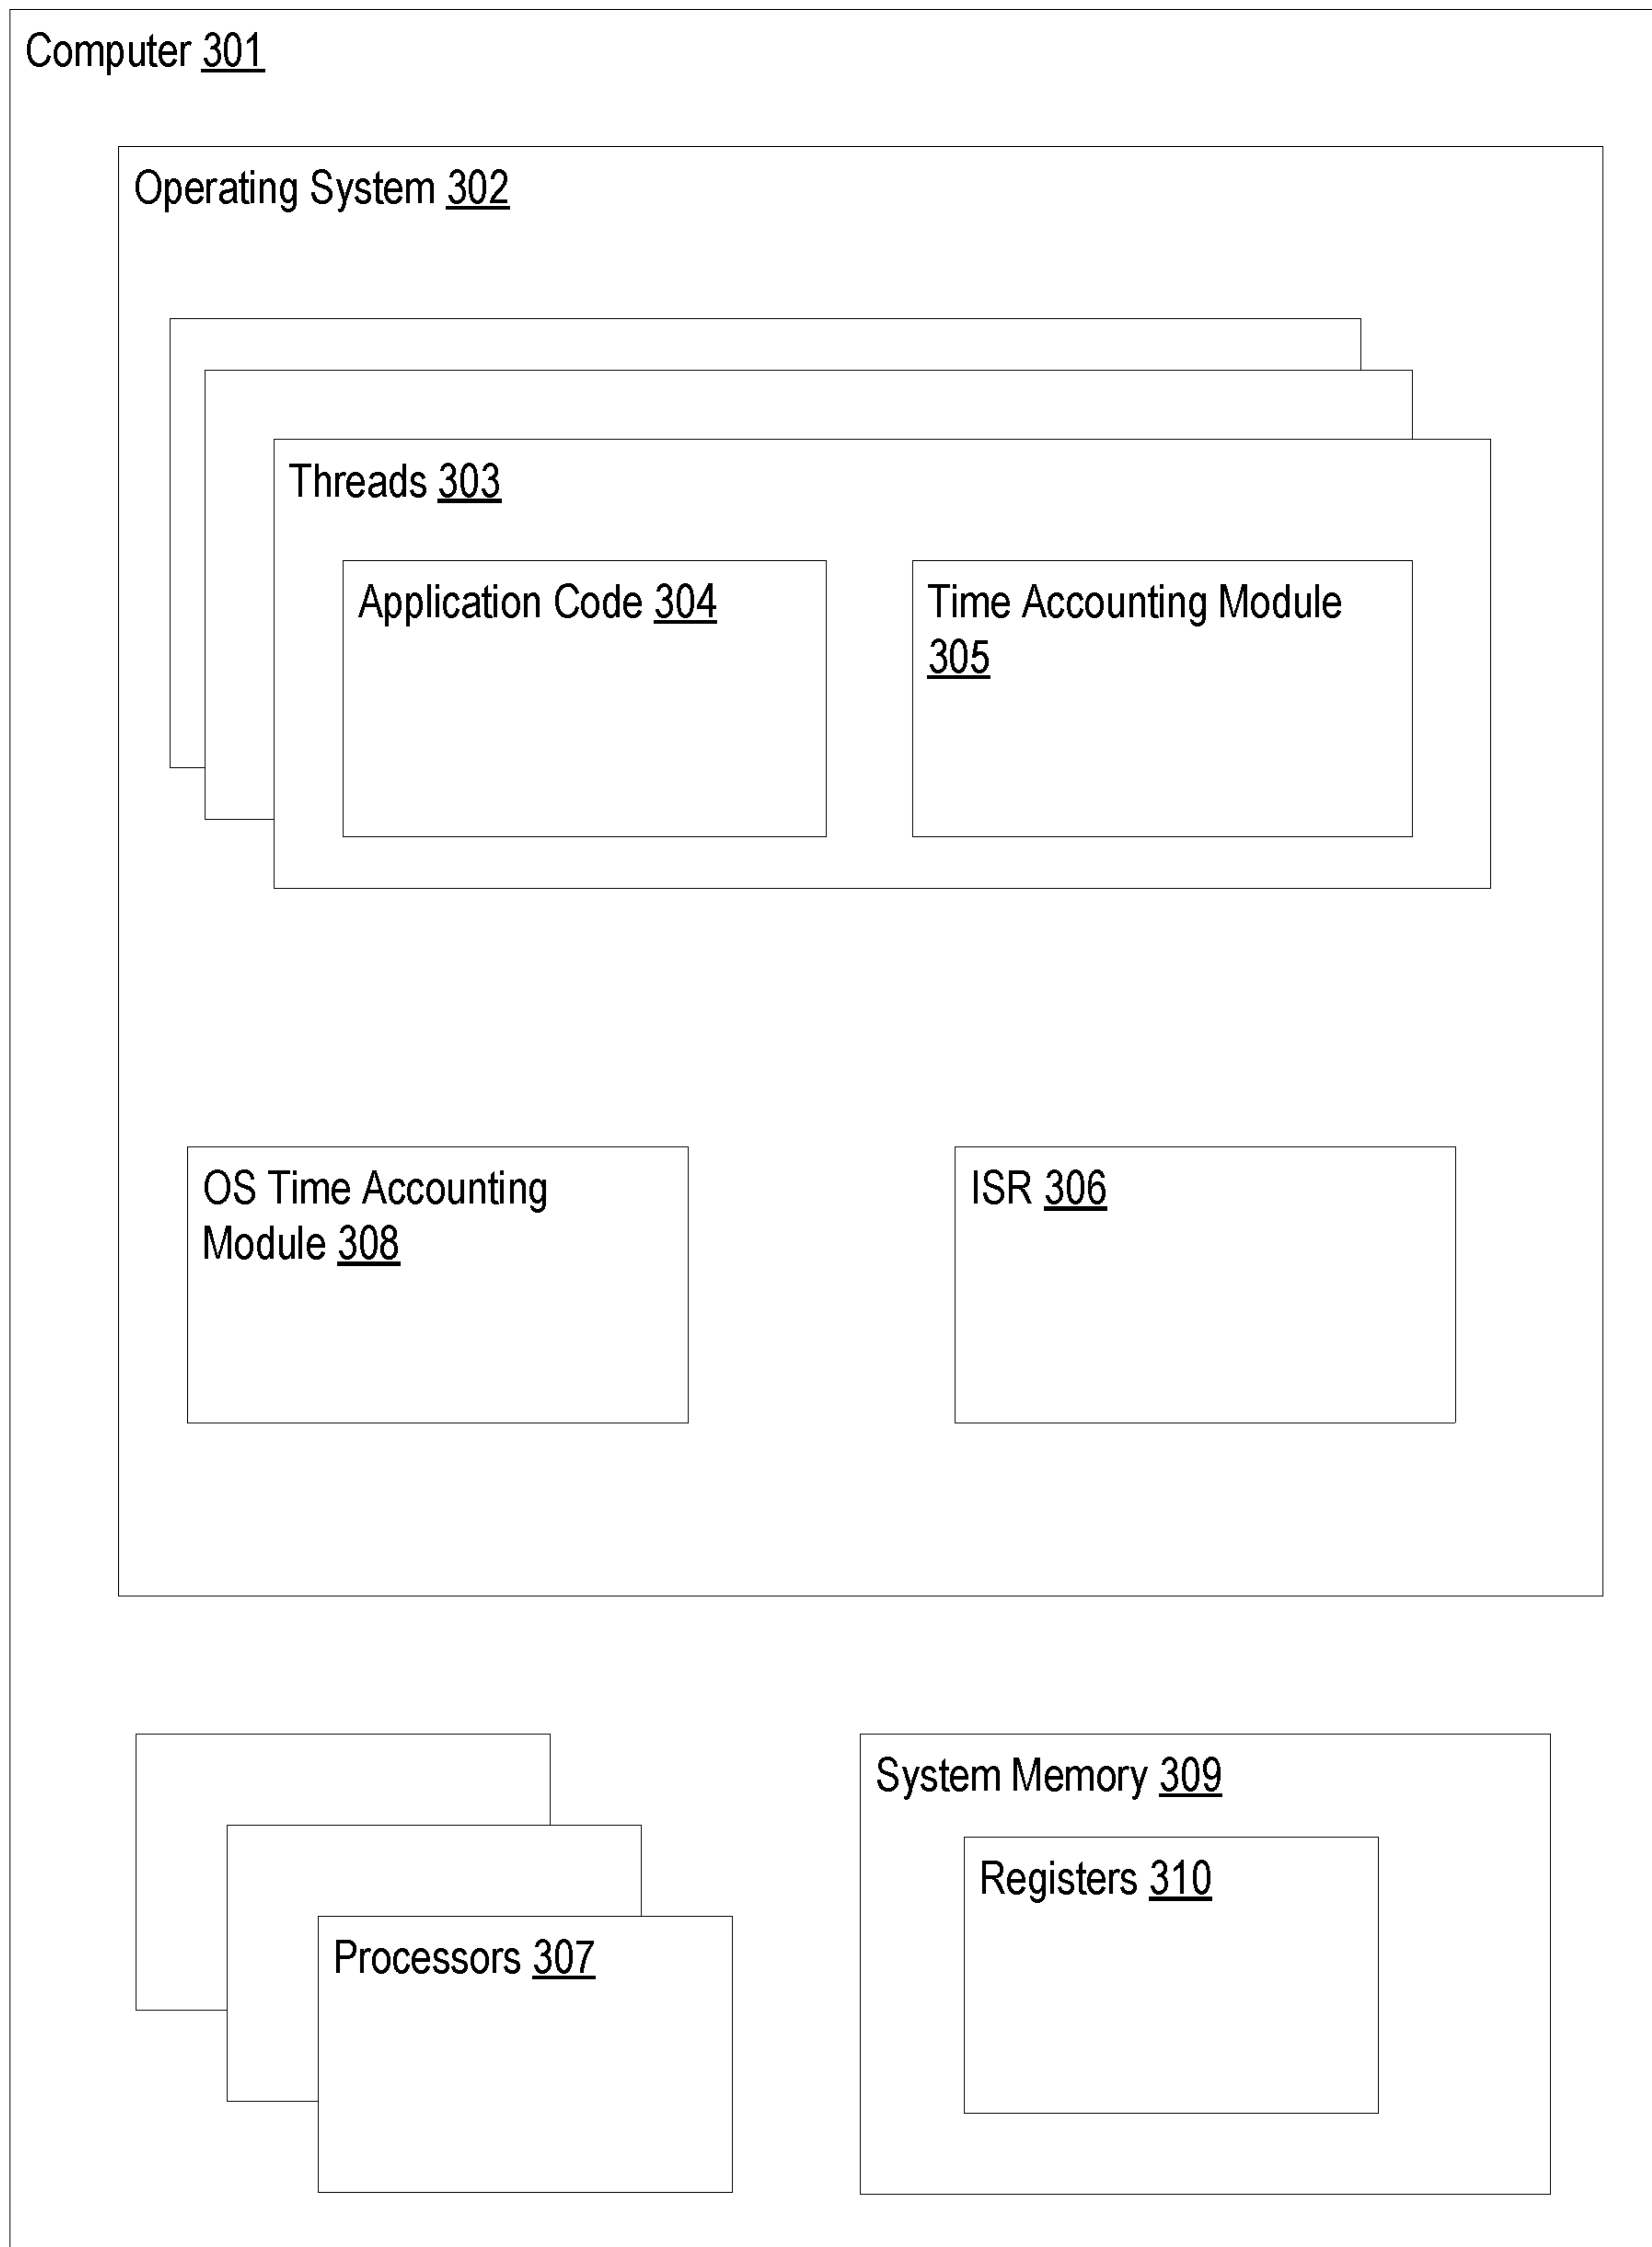 Computer 301
Operating System 302
Threads 303
Application Code 304
Time Accounting Module
305
OS Time Accounting
Module 308
ISR 306
System Memory 309
Registers 310
Processors 307